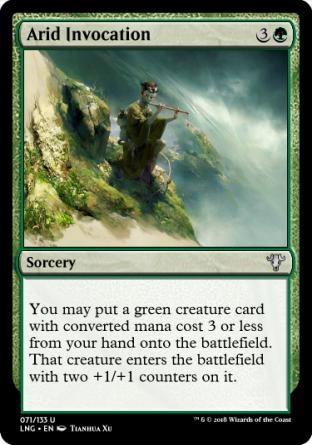 Arid Invocation 3
Sorcery
You may put a green creature card
with converted mana cost 3 or less
from your hand onto the battlefield.
That creature enters the battlefield
with two +1/+1 counters on it.
071/133 U
LNG • EN Tianhua Xu
™ & © 2018 Wizards of the Coast